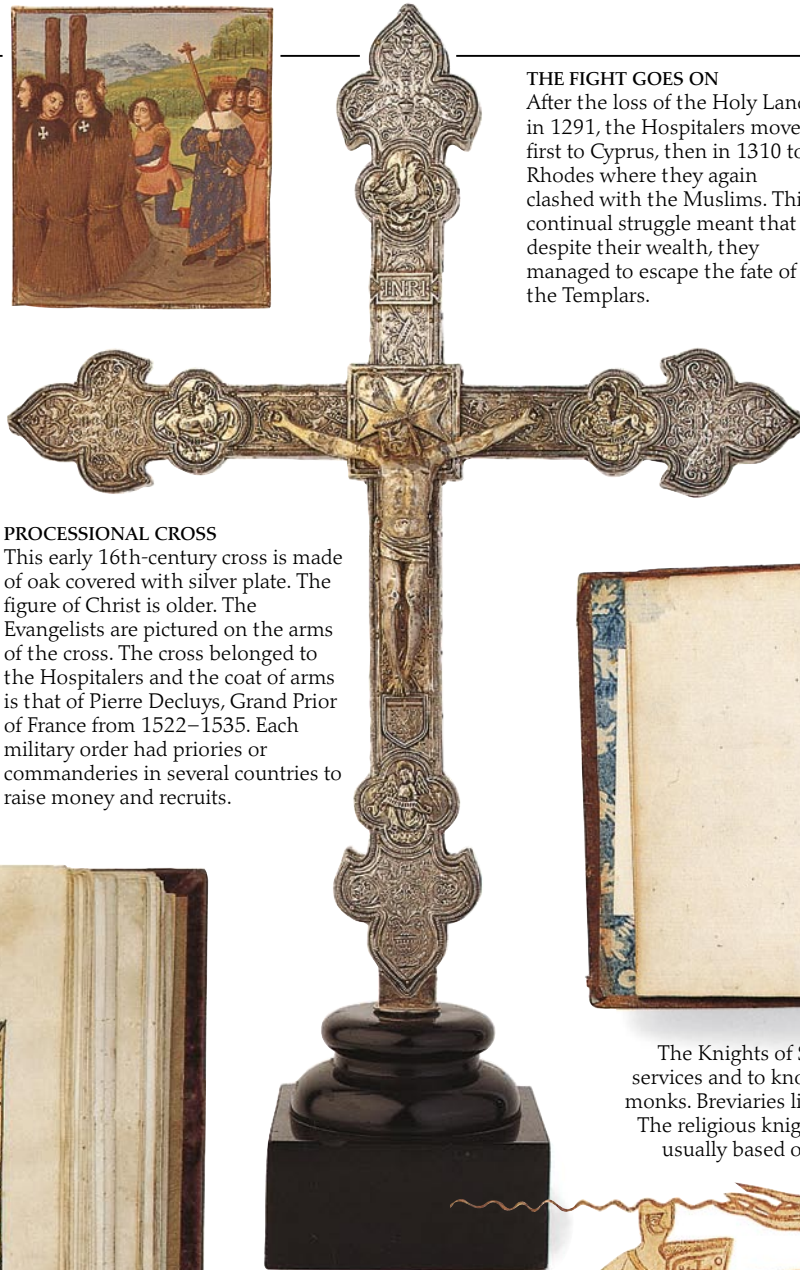 THE FIGHT GOES ON
After the loss of the Holy Land
in 1291, the Hospitalers move
first to Cyprus, then in 1310 to
Rhodes where they again
clashed with the Muslims. Thi
continual struggle meant that
despite their wealth, they
managed to escape the fate of
the Templars.
INRI
PROCESSIONAL CROSS
This early 16th-century cross is made
of oak covered with silver plate. The
figure of Christ is older. The
Evangelists are pictured on the arms
of the cross. The cross belonged to
the Hospitalers and the coat of arms
is that of Pierre Decluys, Grand Prior
of France from 1522–1535. Each
military order had priories or
commanderies in several countries to
raise money and recruits.
The Knights of S
services and to kno
monks. Breviaries li
The religious knig
usually based o